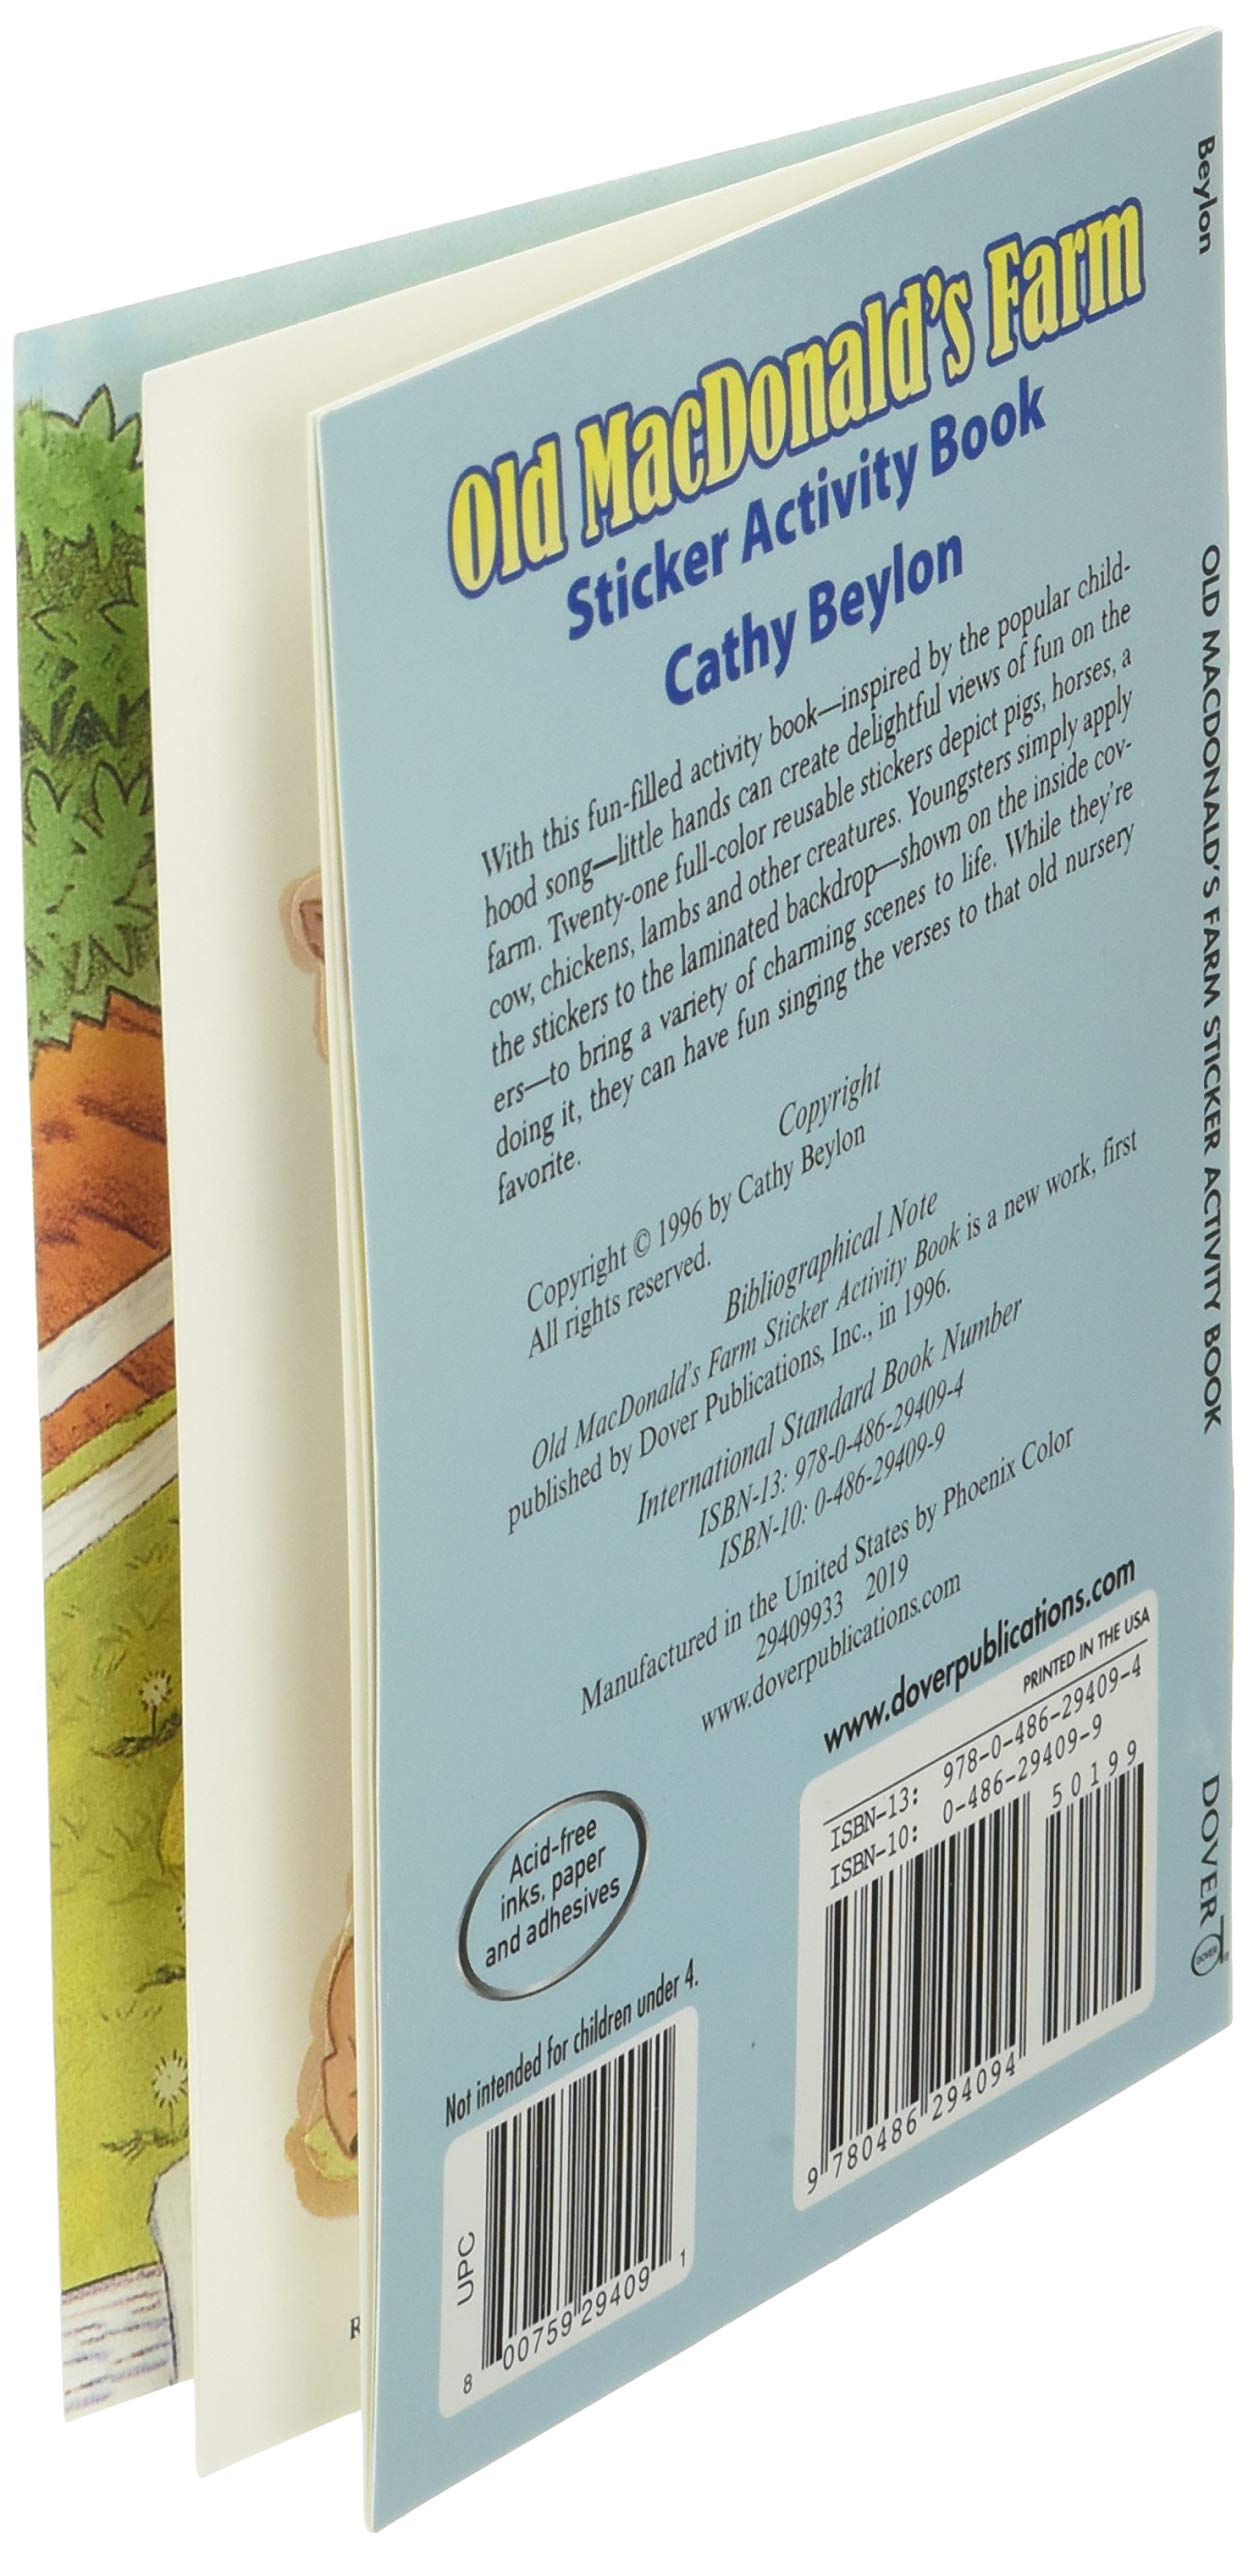 Old MacDonald's Farm
Sticker Activity Book
Cathy Beylon
With this fun-filled activity book—inspired by the popular child-
hood song—little hands can create delightful views of fun on the
farm. Twenty-one full-color reusable stickers depict pigs, horses, a
cow, chickens, lambs and other creatures. Youngsters simply apply
the stickers to the laminated backdrop—shown on the inside cov-
ers—to bring a variety of charming scenes to life. While they're
doing it, they can have fun singing the verses to that old nursery
favorite.
Copyright
Copyright © 1996 by Cathy Beylon
All rights reserved.
Bibliographical Note
Old MacDonald's Farm Sticker Activity Book is a new work, first
published by Dover Publications, Inc., in 1996.
International Standard Book Number
ISBN-13: 978-0-486-29409-4
ISBN-10: 0-486-29409-9
Manufactured in the United States by Phoenix Color
29409933 2019
www.doverpublications.com
www.doverpublications.com
PRINTED IN THE USA
ISBN-13: 978-0-486-29409-4
ISBN-10: 0-486-29409-9
50199
9 780486 294094
Acid-free
inks, paper
and adhesives
Not intended for children under 4.
UPC
8 00759 29409 1
R
Beylon
OLD MACDONALD'S FARM STICKER ACTIVITY BOOK
DOVER
DOVER